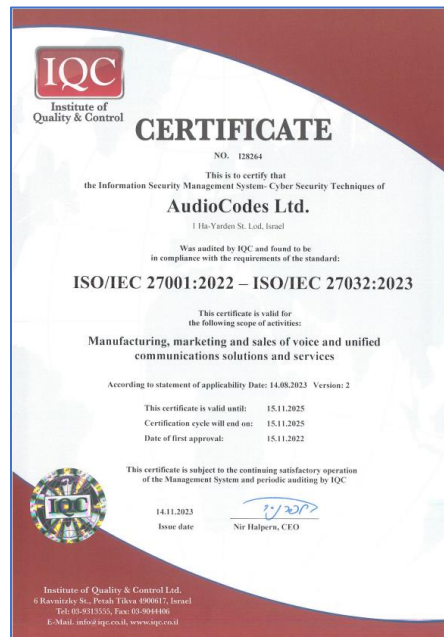 IQC
Institute of
Quality & Control
CERTIFICATE
NO. 128264
This is to certify that
the Information Security Management System- Cyber Security Techniques of
AudioCodes Ltd.
1 Ha-Yarden St. Lod, Israel
Was audited by IQC and found to be
in compliance with the requirements of the standard:
ISO/IEC 27001:2022 – ISO/IEC 27032:2023
This certificate is valid for
the following scope of activities:
Manufacturing, marketing and sales of voice and unified
communications solutions and services
According to statement of applicability Date: 14.08.2023 Version: 2
This certificate is valid until: 15.11.2025
Certification cycle will end on: 15.11.2025
Date of first approval: 15.11.2022
This certificate is subject to the continuing satisfactory operation
of the Management System and periodic auditing by IQC
IQC
14.11.2023
Issue date Nir Halpern, CEO
Institute of Quality & Control Ltd.
6 Ravnitzky St., Petah Tikva 4900617, Israel
Tel: 03-9313555, Fax: 03-9044406
E-Mail. info@iqc.co.il, www.iqc.co.il